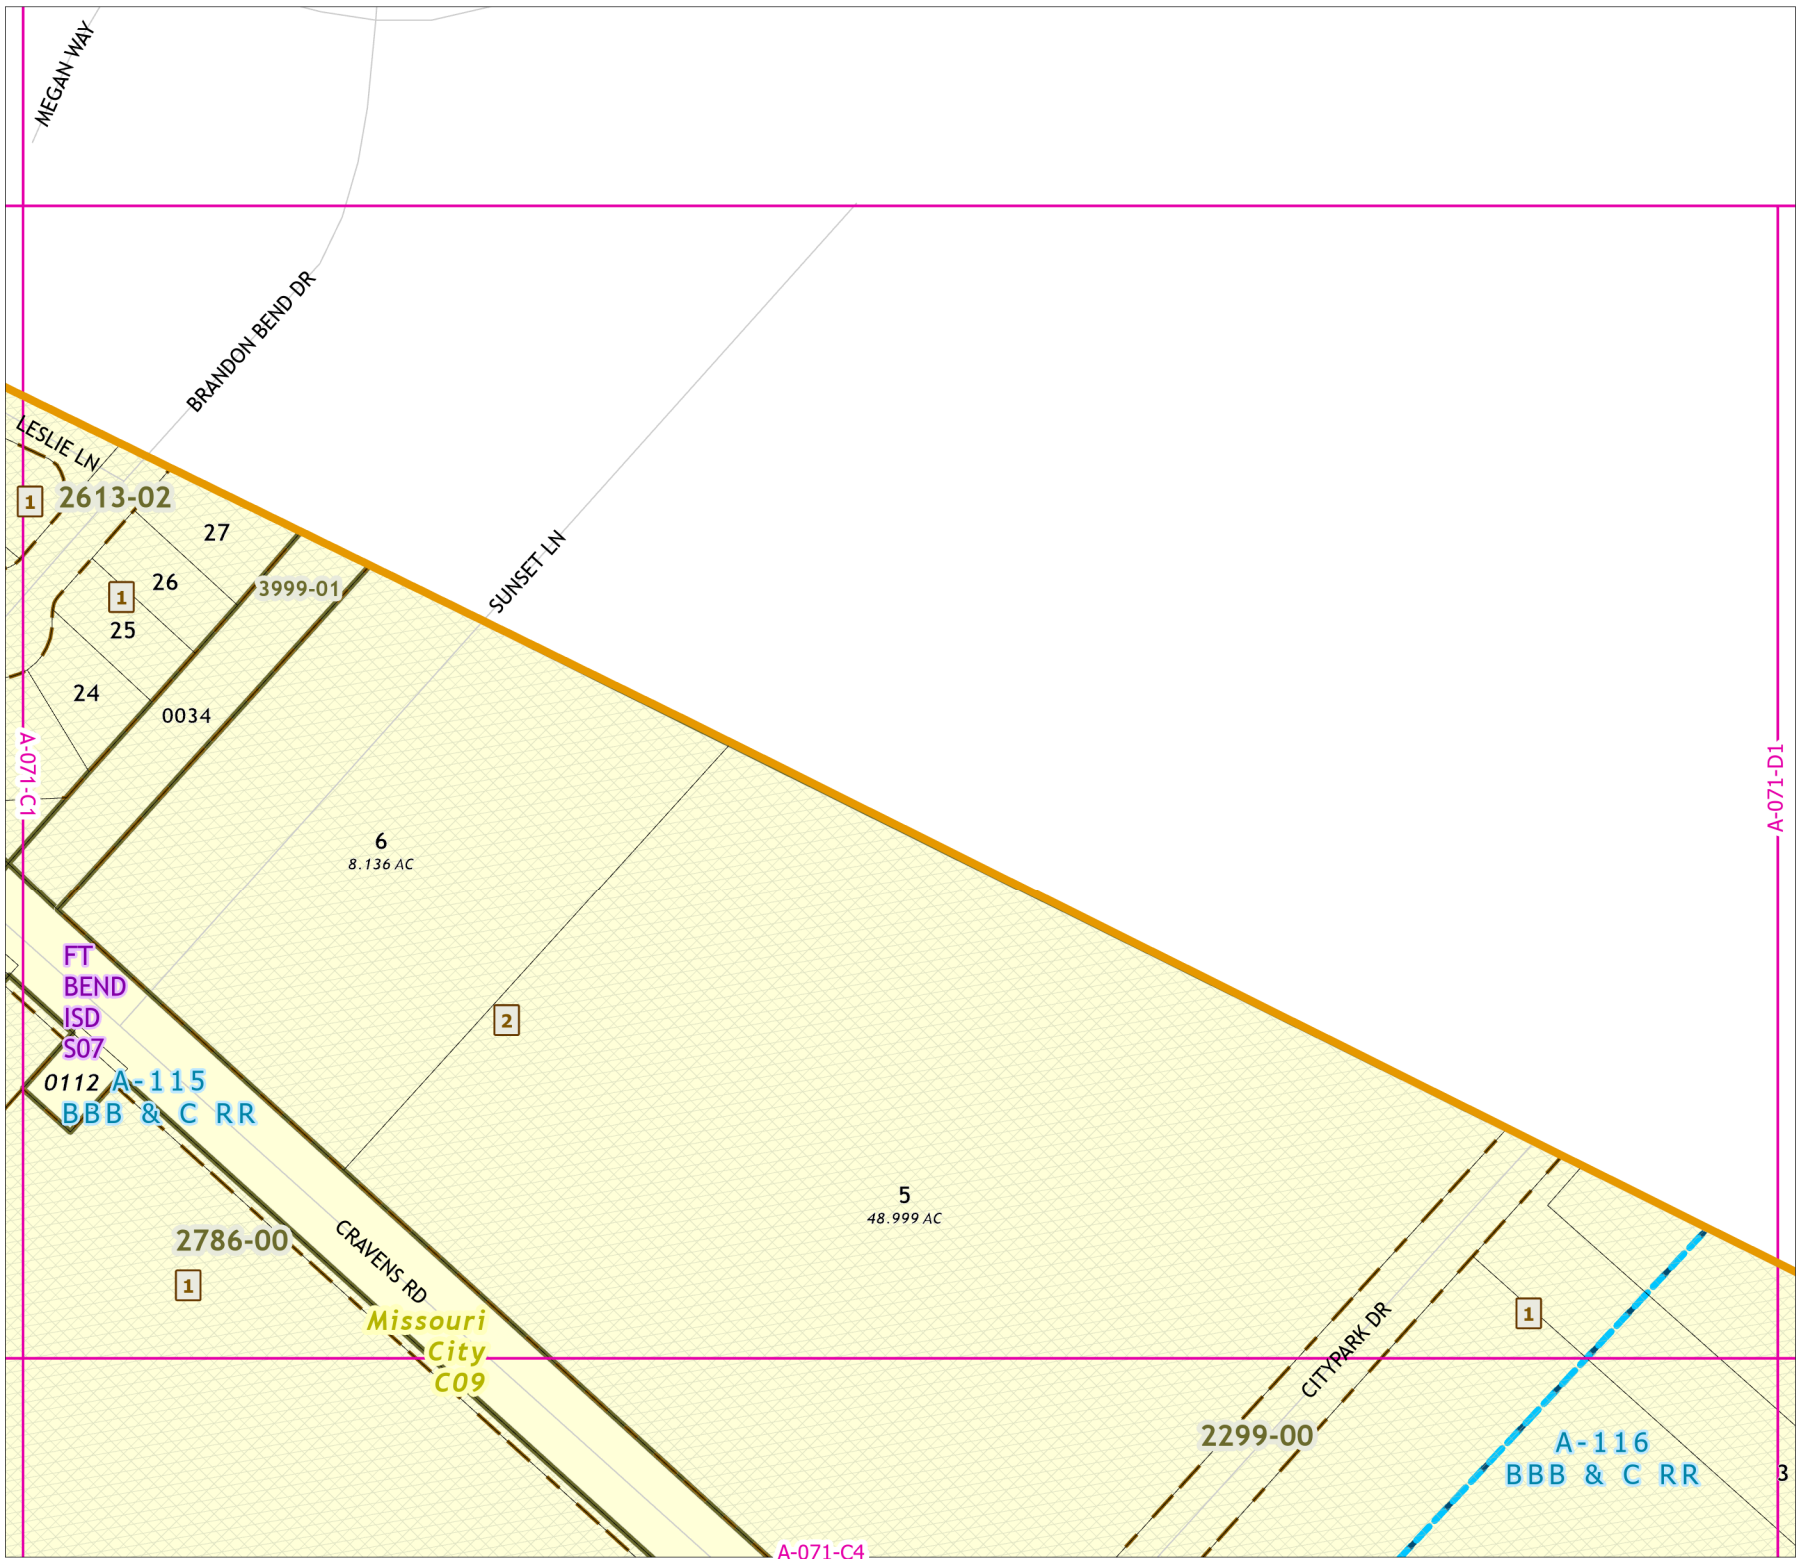 MEGAN WAY
BRANDON BEND DR
LESLIE LN
1
2613-02
27
SUNSET LN
26
3999-01
1
25
24
0034
A-071-C1
A-071-D1
6
8.136 AC
FT
BEND
ISD
S07
2
0112
A-115
BBB & C RR
5
48.999 AC
2786-00
CRAVENS RD
1
Missouri
City
C09
1
CITYPARK DR
2299-00
A-116
BBB & C RR
3
A-071-C4